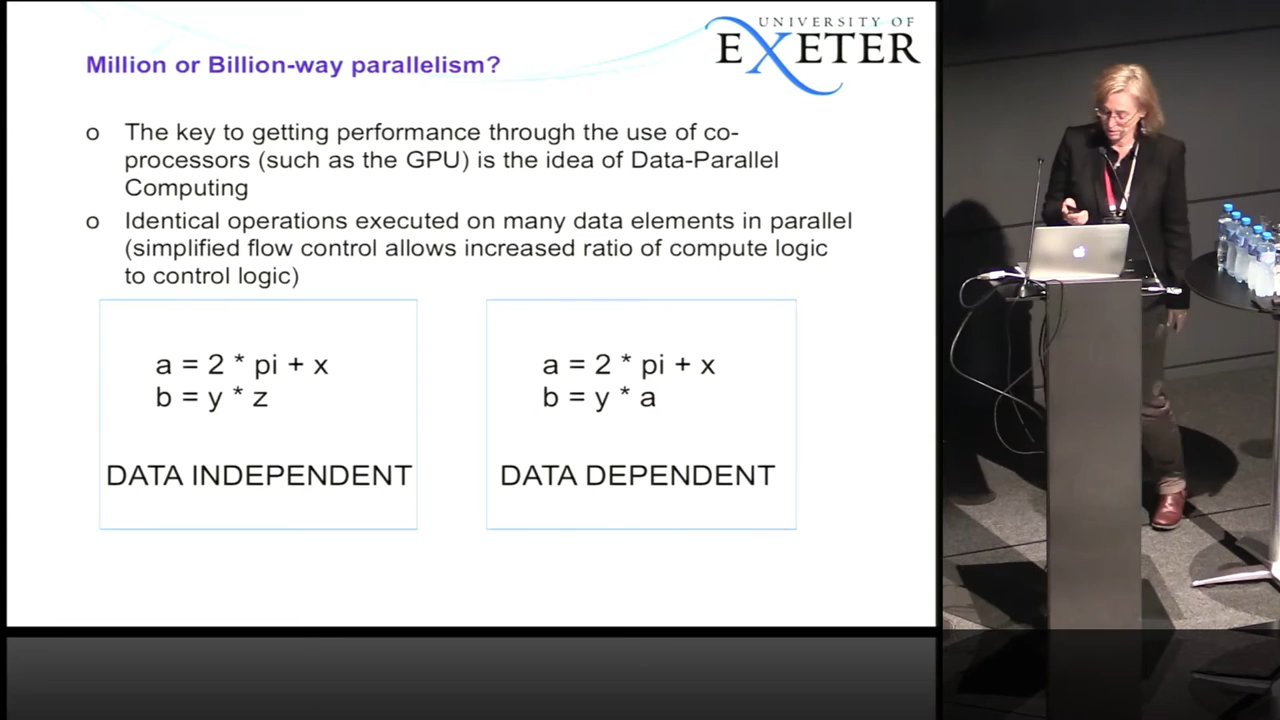 UNIVERSITY OF
EXETER
Million or Billion-way parallelism?
o The key to getting performance through the use of co-
processors (such as the GPU) is the idea of Data-Parallel
Computing
o Identical operations executed on many data elements in parallel
(simplified flow control allows increased ratio of compute logic
to control logic)
a = 2 * pi + x
b = y * z
DATA INDEPENDENT
a = 2 * pi + x
b = y * a
DATA DEPENDENT